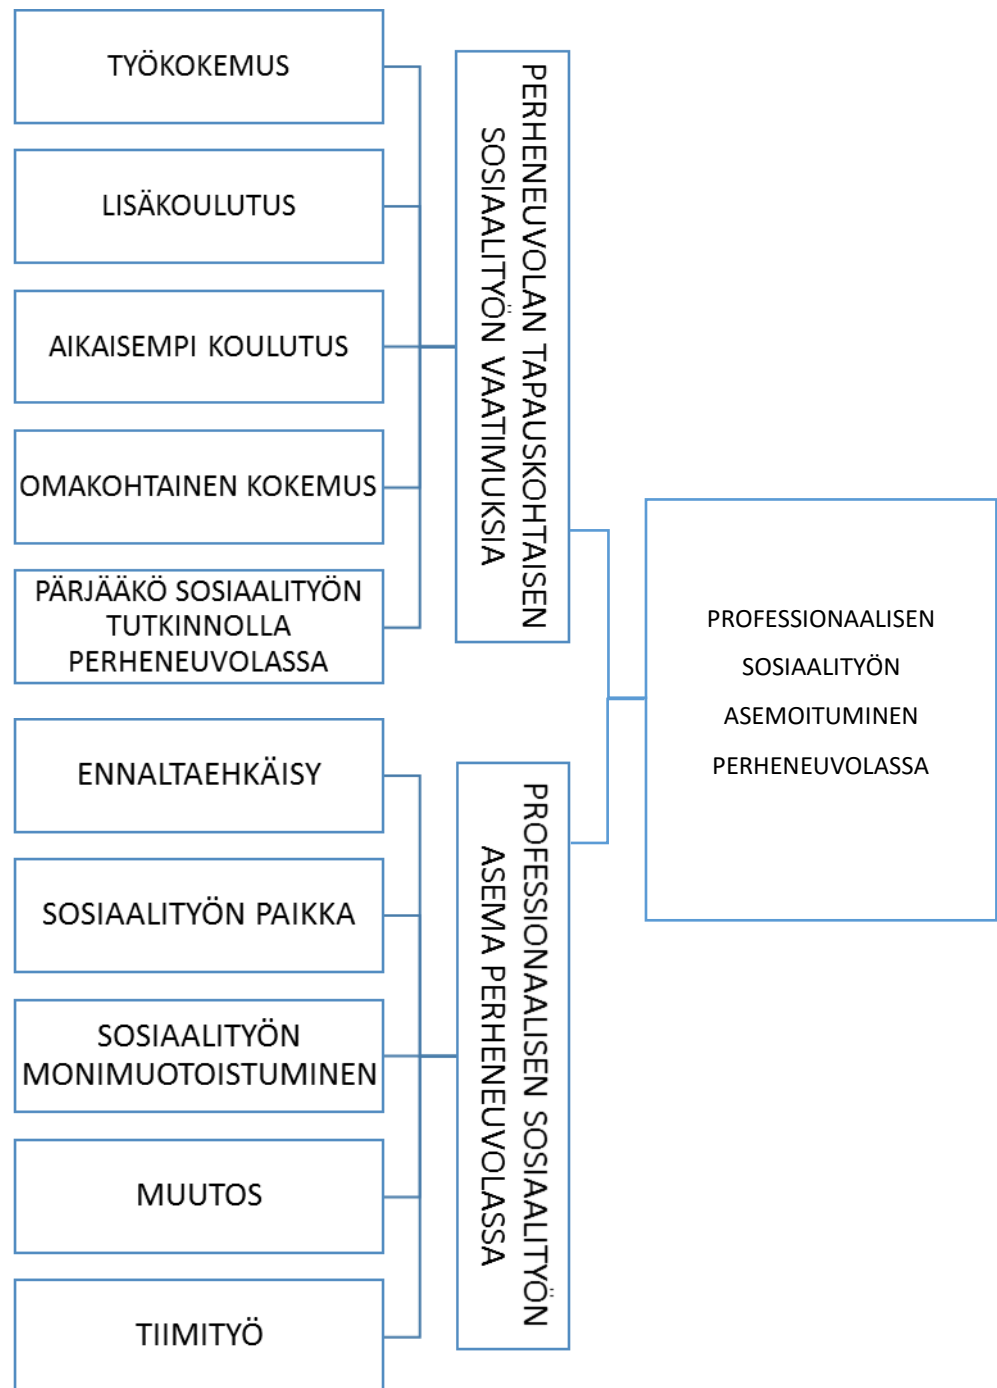 TYÖKOKEMUS
LISÄKOULUTUS
AIKAISEMPI KOULUTUS
OMAKOHTAINEN KOKEMUS
PÄRJÄÄKÖ SOSIAALITYÖN
TUTKINNOLLA
PERHENEUVOLASSA
PERHENEUVOLAN TAPAUSKOHTAISEN
SOSIAALITYÖN VAATIMUKSIA
ENNALTAEHKÄISY
SOSIAALITYÖN PAIKKA
SOSIAALITYÖN
MONIMUOTOISTUMINEN
MUUTOS
TIIMITYÖ
PROFESSIONAALISEN SOSIAALITYÖN
ASEMA PERHENEUVOLASSA
PROFESSIONAALISEN
SOSIAALITYÖN
ASEMOITUMINEN
PERHENEUVOLASSA